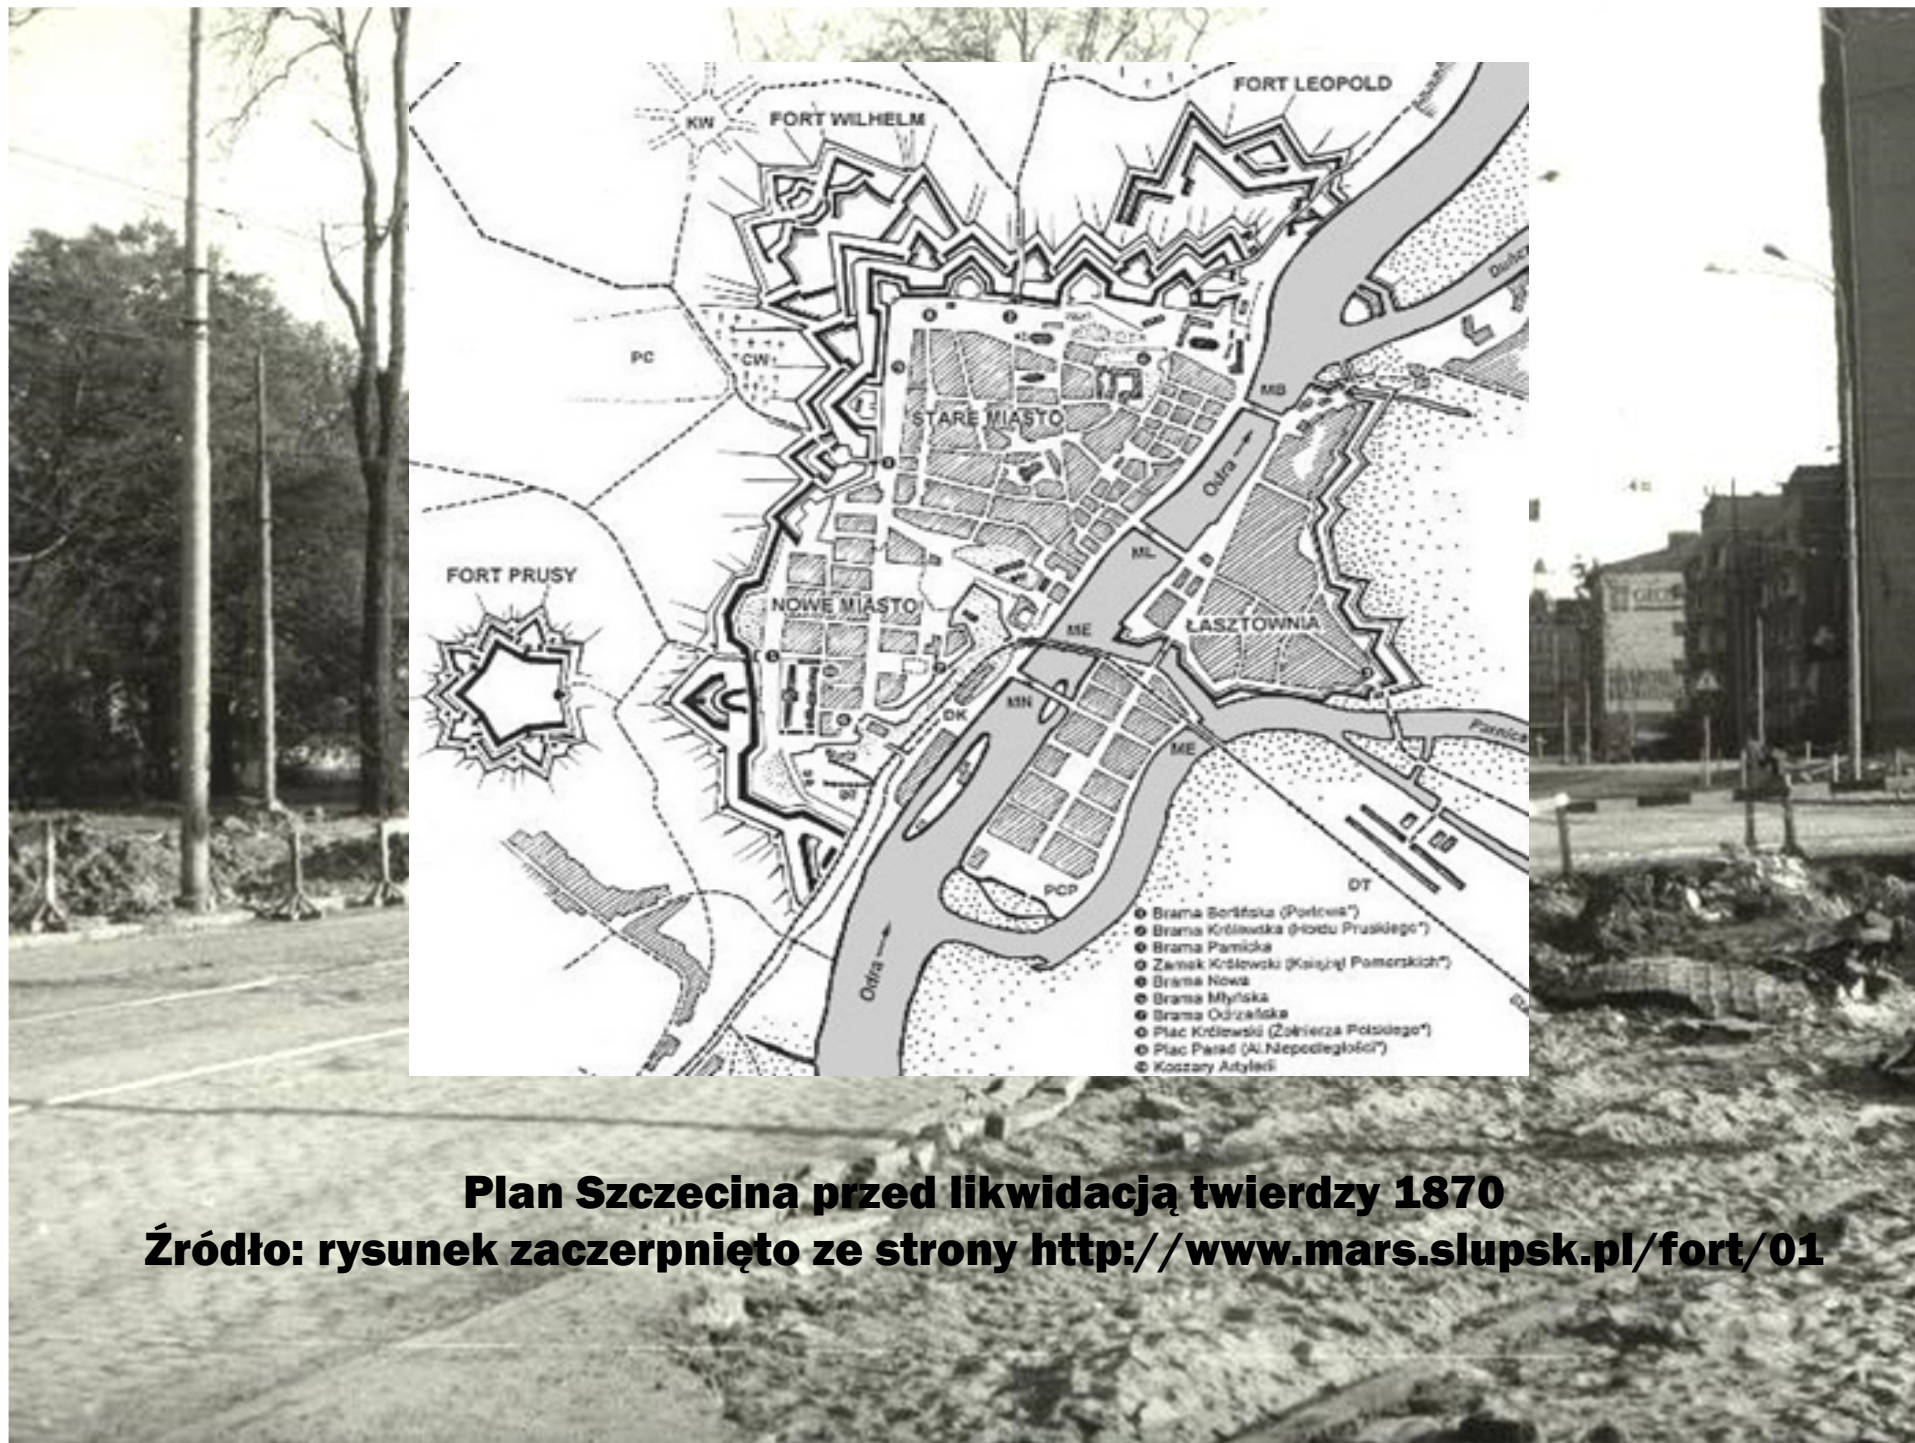 FORT LEOPOLD
FORT WILHELM
KW
PC
CW
STARE MIASTO
MB
Odra
ML
FORT PRUSY
NOWE MIASTO
ME
ŁASZTOWNIA
MN
DK
ME
Parnica
DT
PCP
DT
Odra
Brama Berlińska (Portowa*)
Brama Królewska (Hołdu Pruskiego*)
Brama Parnicka
Zamek Królewski (Książąt Pomorskich*)
Brama Nowa
Brama Młyńska
Brama Odrzańska
Plac Królewski (Żołnierza Polskiego*)
Plac Parad (Al.Niepodległości*)
Koszary Artylerii
Plan Szczecina przed likwidacją twierdzy 1870
Źródło: rysunek zaczerpnięto ze strony http://www.mars.slupsk.pl/fort/01